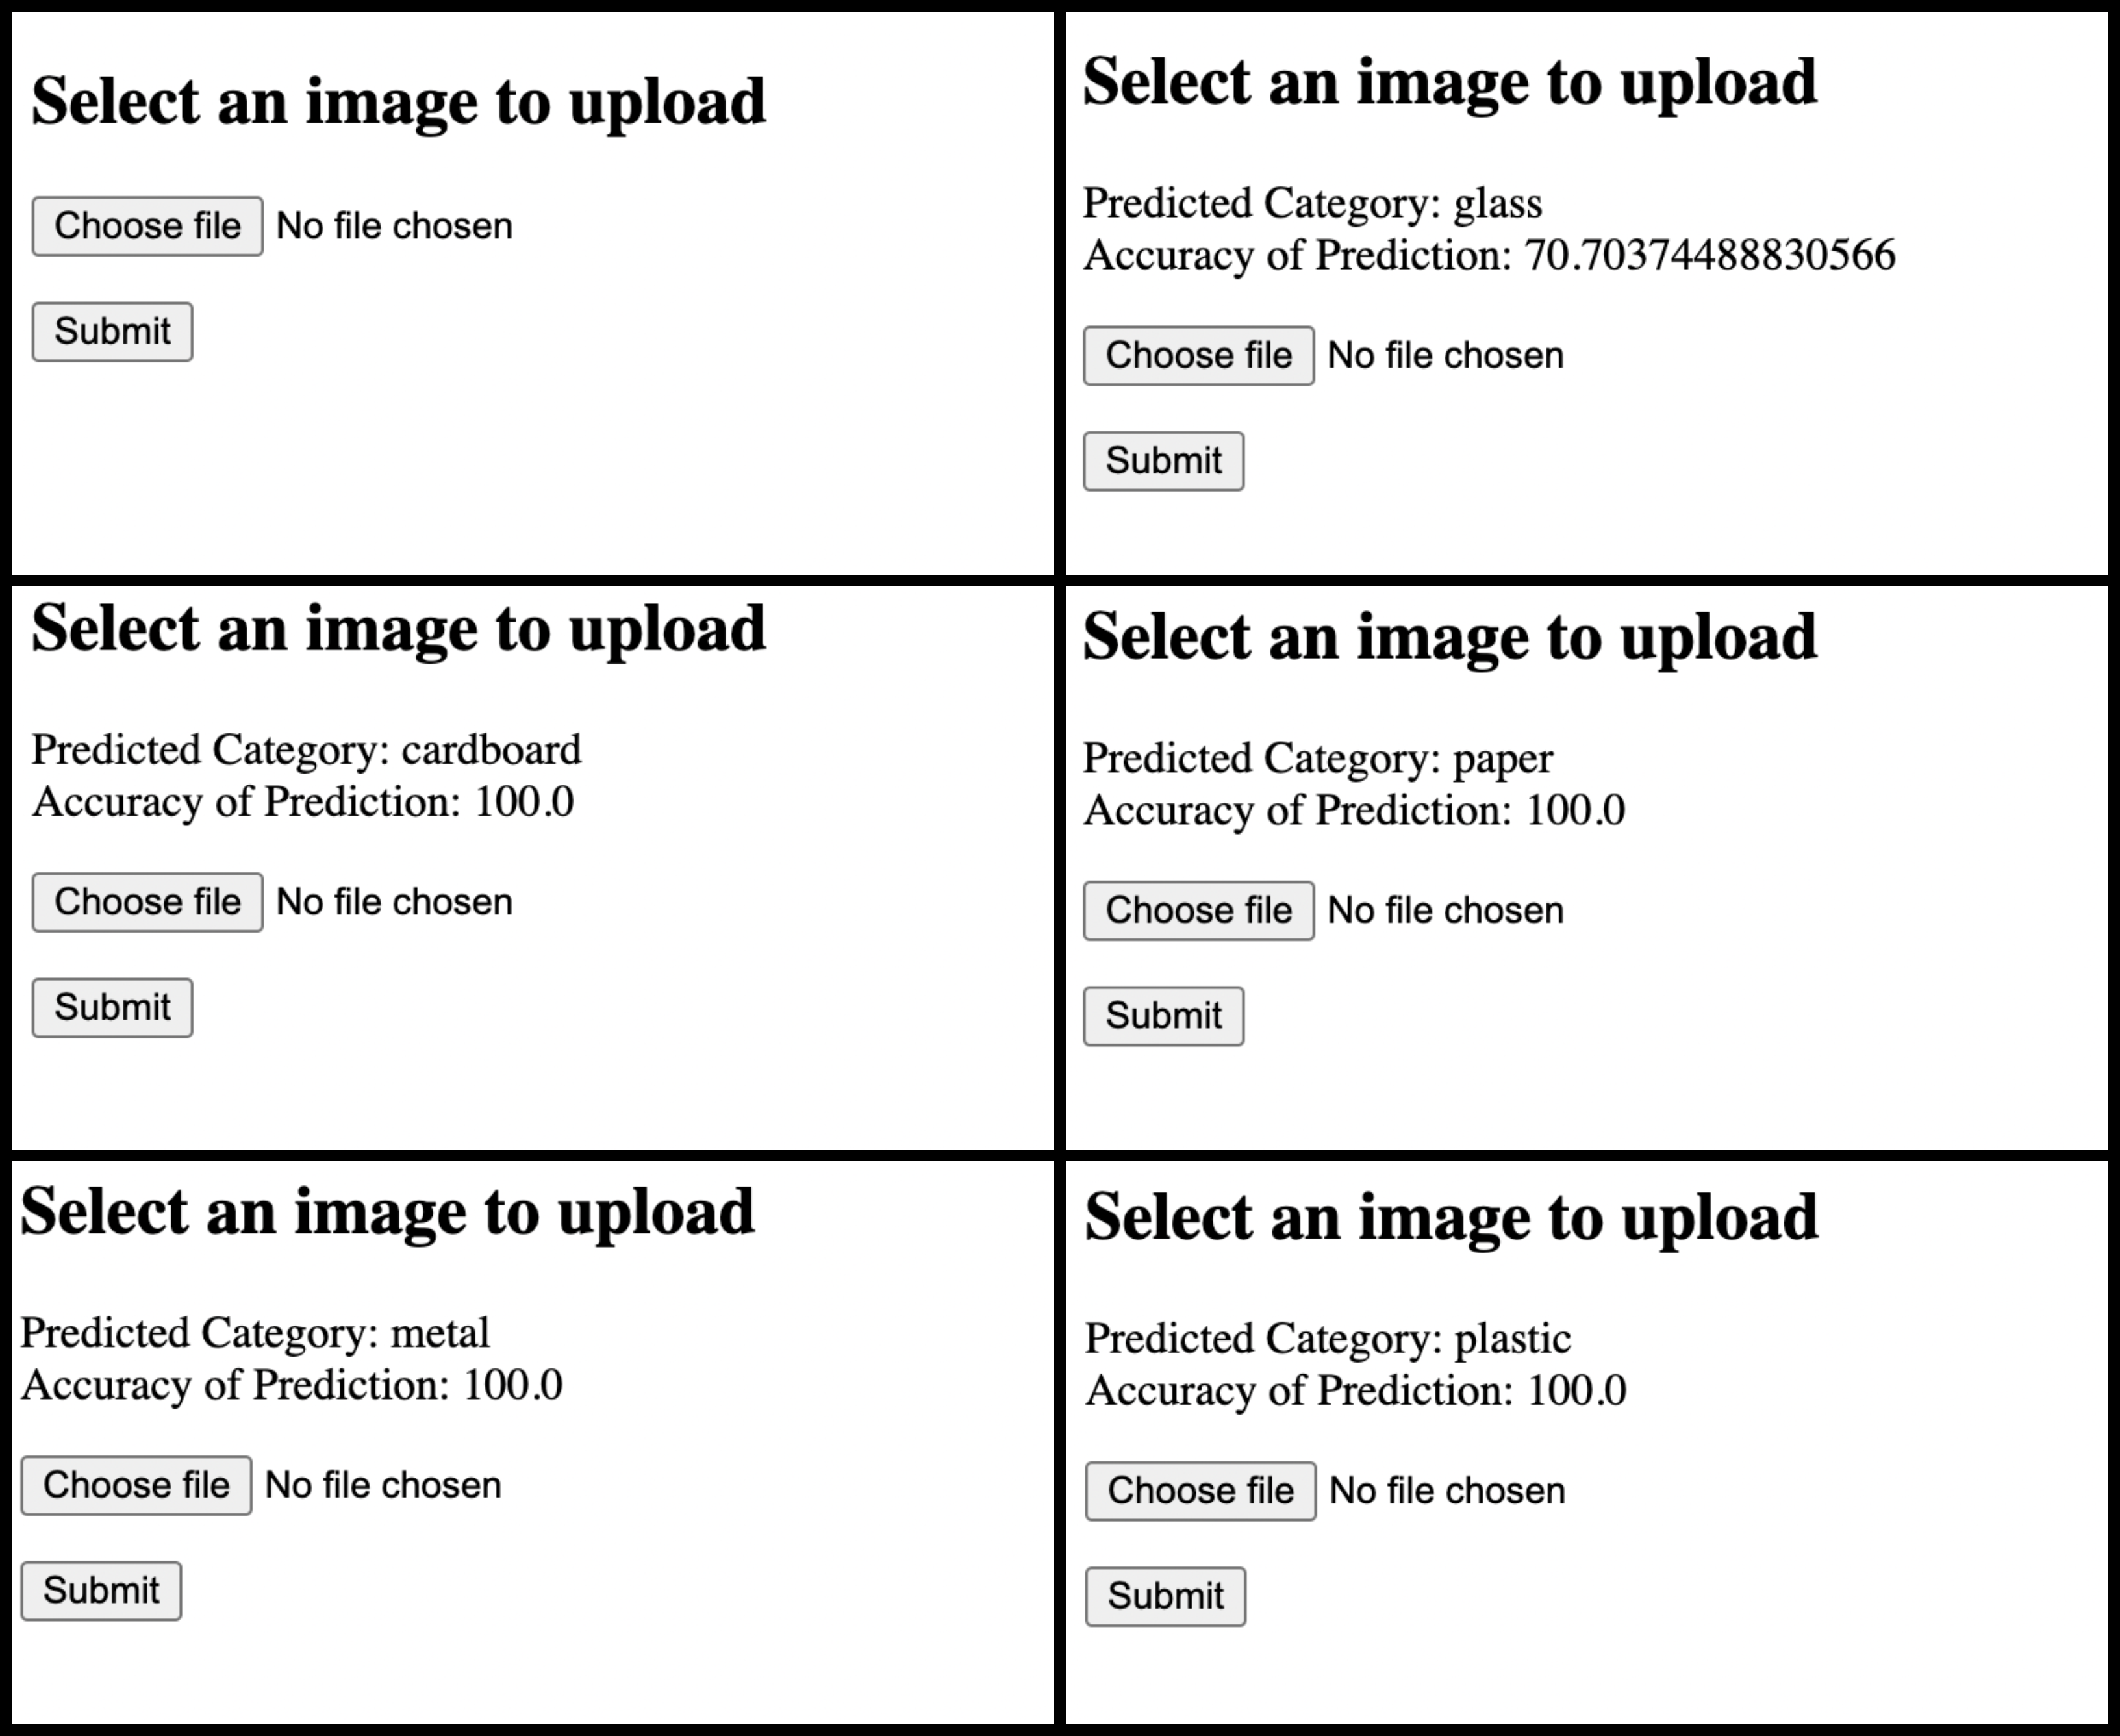 Select an image to upload
Choose file No file chosen
Submit
Select an image to upload
Predicted Category: glass
Accuracy of Prediction: 70.70374488830566
Choose file No file chosen
Submit
Select an image to upload
Predicted Category: cardboard
Accuracy of Prediction: 100.0
Choose file No file chosen
Submit
Select an image to upload
Predicted Category: paper
Accuracy of Prediction: 100.0
Choose file No file chosen
Submit
Select an image to upload
Predicted Category: metal
Accuracy of Prediction: 100.0
Choose file No file chosen
Submit
Select an image to upload
Predicted Category: plastic
Accuracy of Prediction: 100.0
Choose file No file chosen
Submit